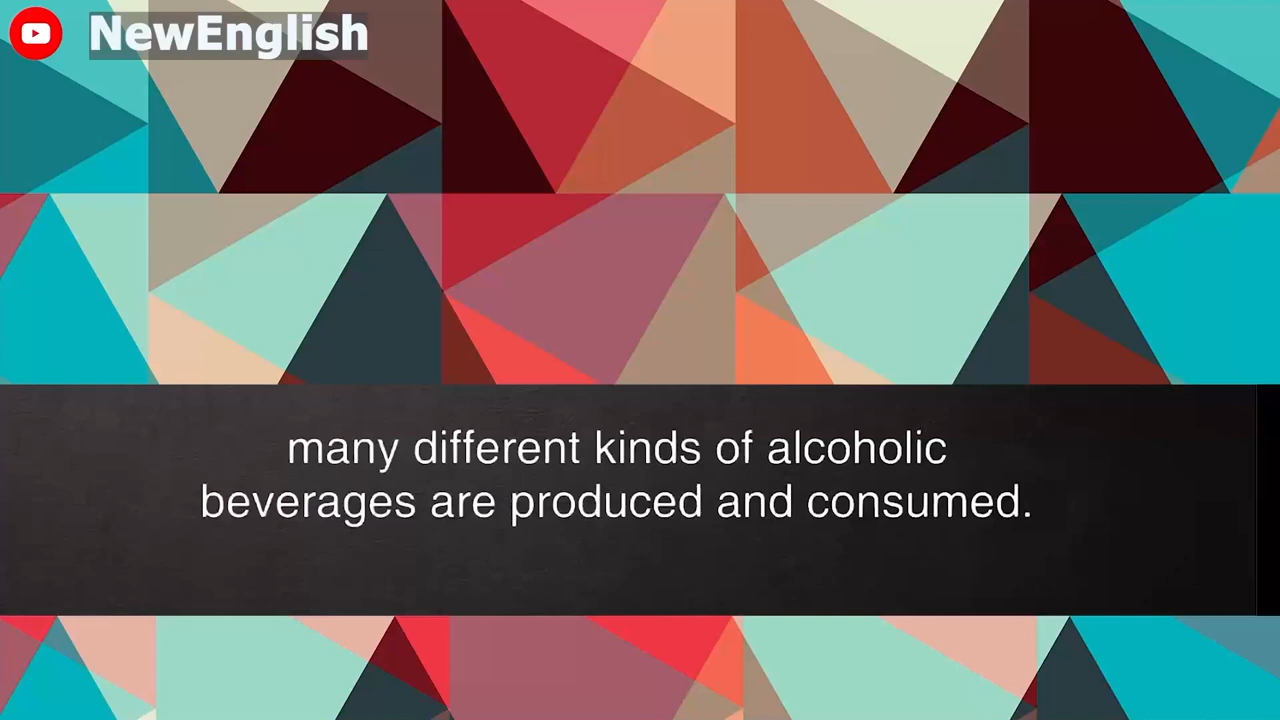 NewEnglish
many different kinds of alcoholic
beverages are produced and consumed.